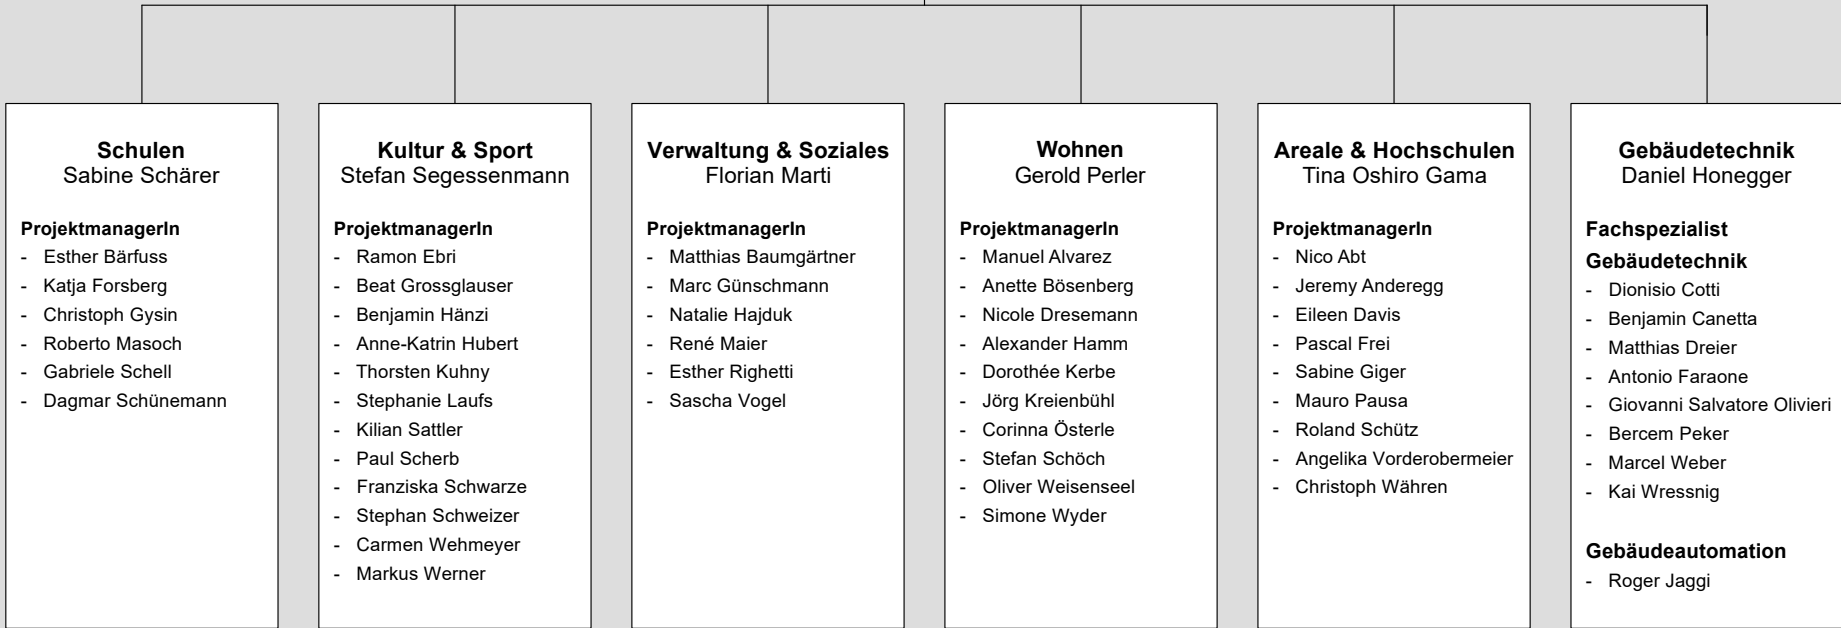 Schulen
Sabine Schärer
ProjektmanagerIn
- Esther Bärfuss
- Katja Forsberg
- Christoph Gysin
- Roberto Masoch
- Gabriele Schell
- Dagmar Schünemann
Kultur & Sport
Stefan Segessenmann
ProjektmanagerIn
- Ramon Ebri
- Beat Grossglauser
- Benjamin Hänzi
- Anne-Katrin Hubert
- Thorsten Kuhny
- Stephanie Laufs
- Kilian Sattler
- Paul Scherb
- Franziska Schwarze
- Stephan Schweizer
- Carmen Wehmeyer
- Markus Werner
Verwaltung & Soziales
Florian Marti
ProjektmanagerIn
- Matthias Baumgärtner
- Marc Günschmann
- Natalie Hajduk
- René Maier
- Esther Righetti
- Sascha Vogel
Wohnen
Gerold Perler
ProjektmanagerIn
- Manuel Alvarez
- Anette Bösenberg
- Nicole Dresemann
- Alexander Hamm
- Dorothée Kerbe
- Jörg Kreienbühl
- Corinna Österle
- Stefan Schöch
- Oliver Weisenseel
- Simone Wyder
Areale & Hochschulen
Tina Oshiro Gama
ProjektmanagerIn
- Nico Abt
- Jeremy Anderegg
- Eileen Davis
- Pascal Frei
- Sabine Giger
- Mauro Pausa
- Roland Schütz
- Angelika Vorderobermeier
- Christoph Währen
Gebäudetechnik
Daniel Honegger
Fachspezialist
Gebäudetechnik
- Dionisio Cotti
- Benjamin Canetta
- Matthias Dreier
- Antonio Faraone
- Giovanni Salvatore Olivieri
- Bercem Peker
- Marcel Weber
- Kai Wressnig
Gebäudeautomation
- Roger Jaggi